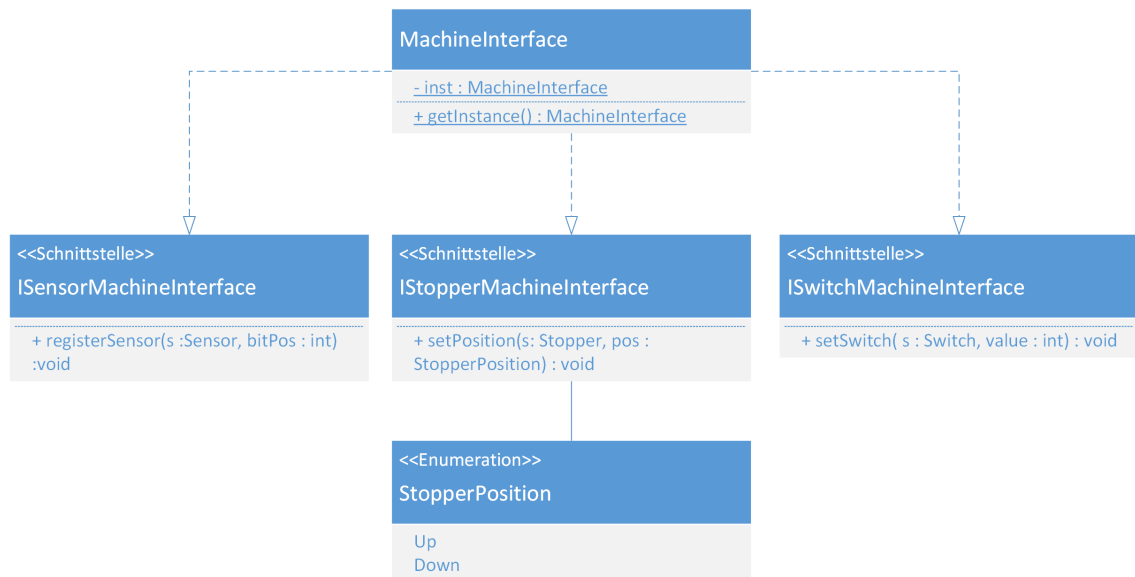 MachineInterface
- inst : MachineInterface
+ getInstance() : MachineInterface
<<Schnittstelle>>
ISensorMachineInterface
+ registerSensor(s :Sensor, bitPos : int)
:void
<<Schnittstelle>>
IStopperMachineInterface
+ setPosition(s: Stopper, pos :
StopperPosition) : void
<<Schnittstelle>>
ISwitchMachineInterface
+ setSwitch( s : Switch, value : int) : void
<<Enumeration>>
StopperPosition
Up
Down